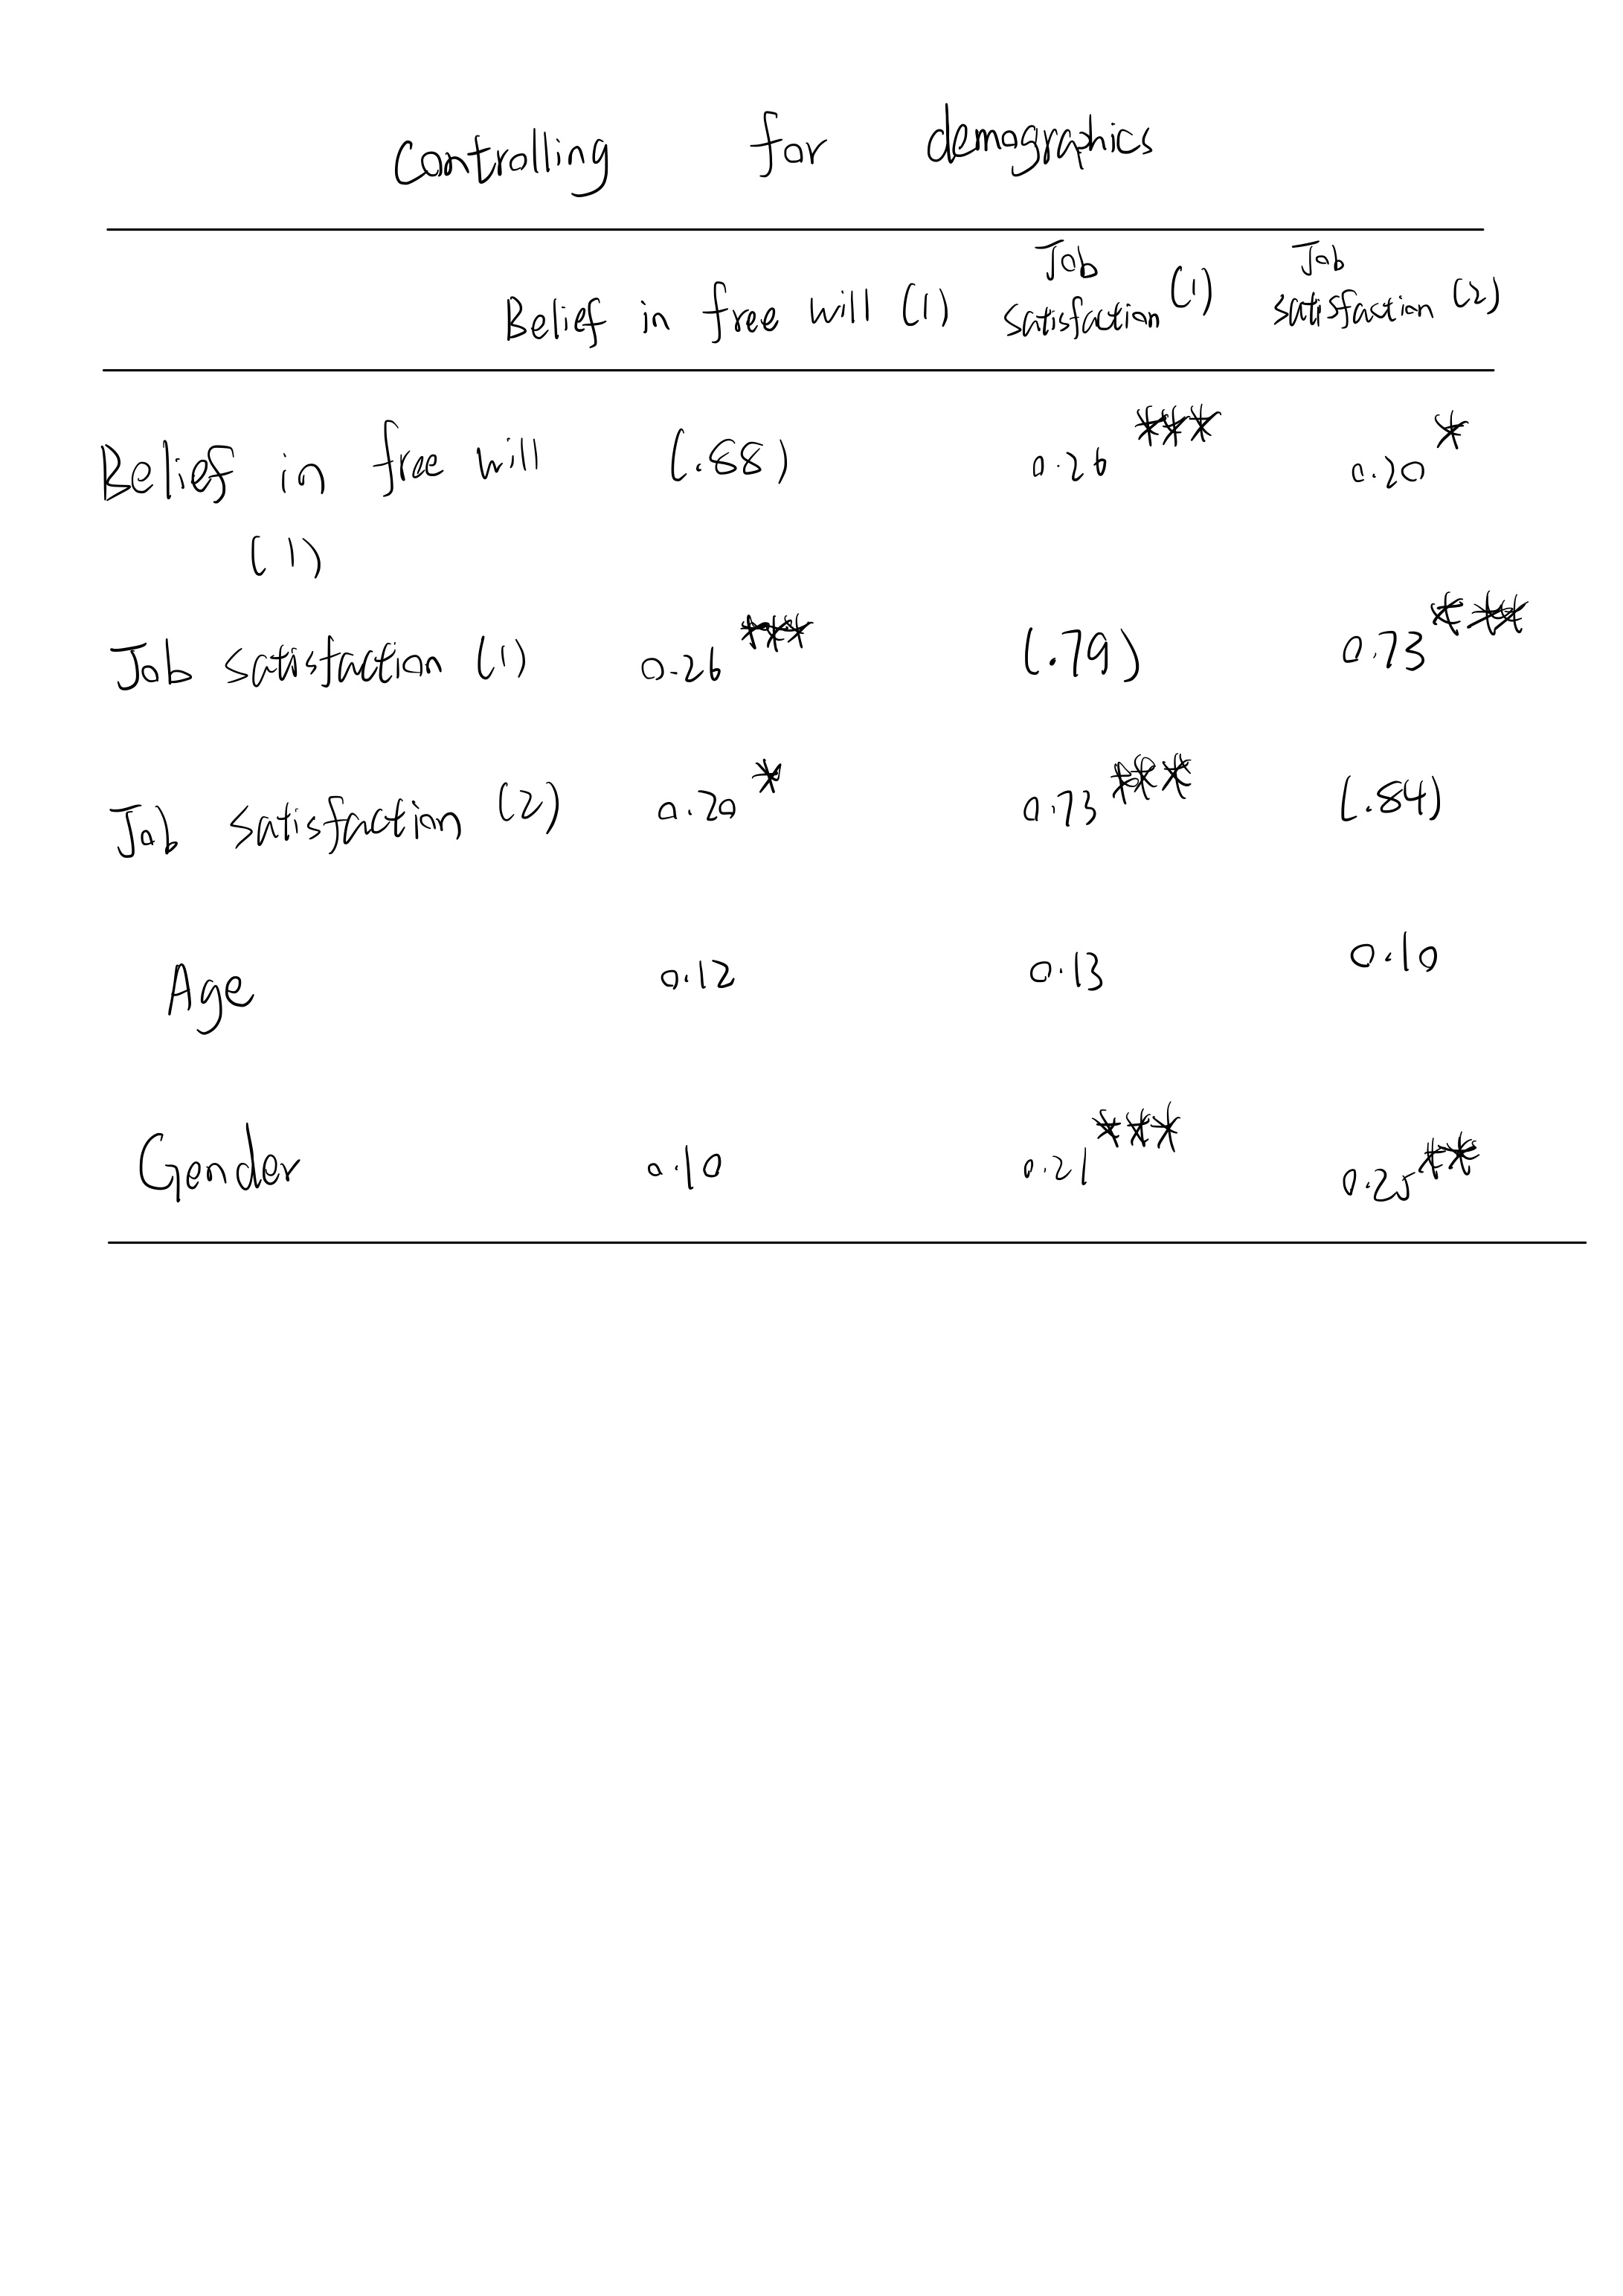 Controlling for demographics
Belief in free will (1) Job satisfaction (1) Job satisfaction (2)
Belief in free will (1) (.88) 0.26 *** 0.20 *
Job satisfaction (1) 0.26 *** (.79) 0.73 ***
Job satisfaction (2) 0.20 * 0.73 *** (.84)
Age 0.12 0.13 0.10
Gender 0.10 0.21 *** 0.25 **